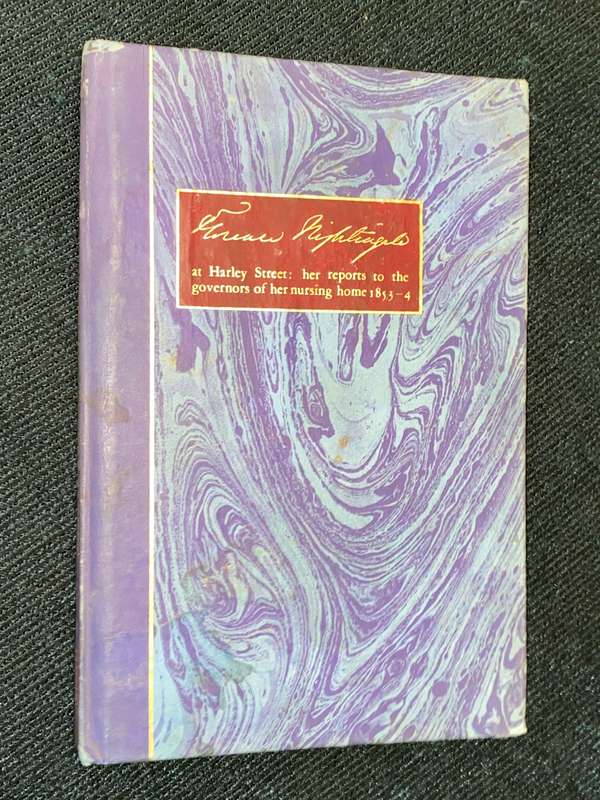 Florence Nightingale
at Harley Street: her reports to the
governors of her nursing home 1853–4